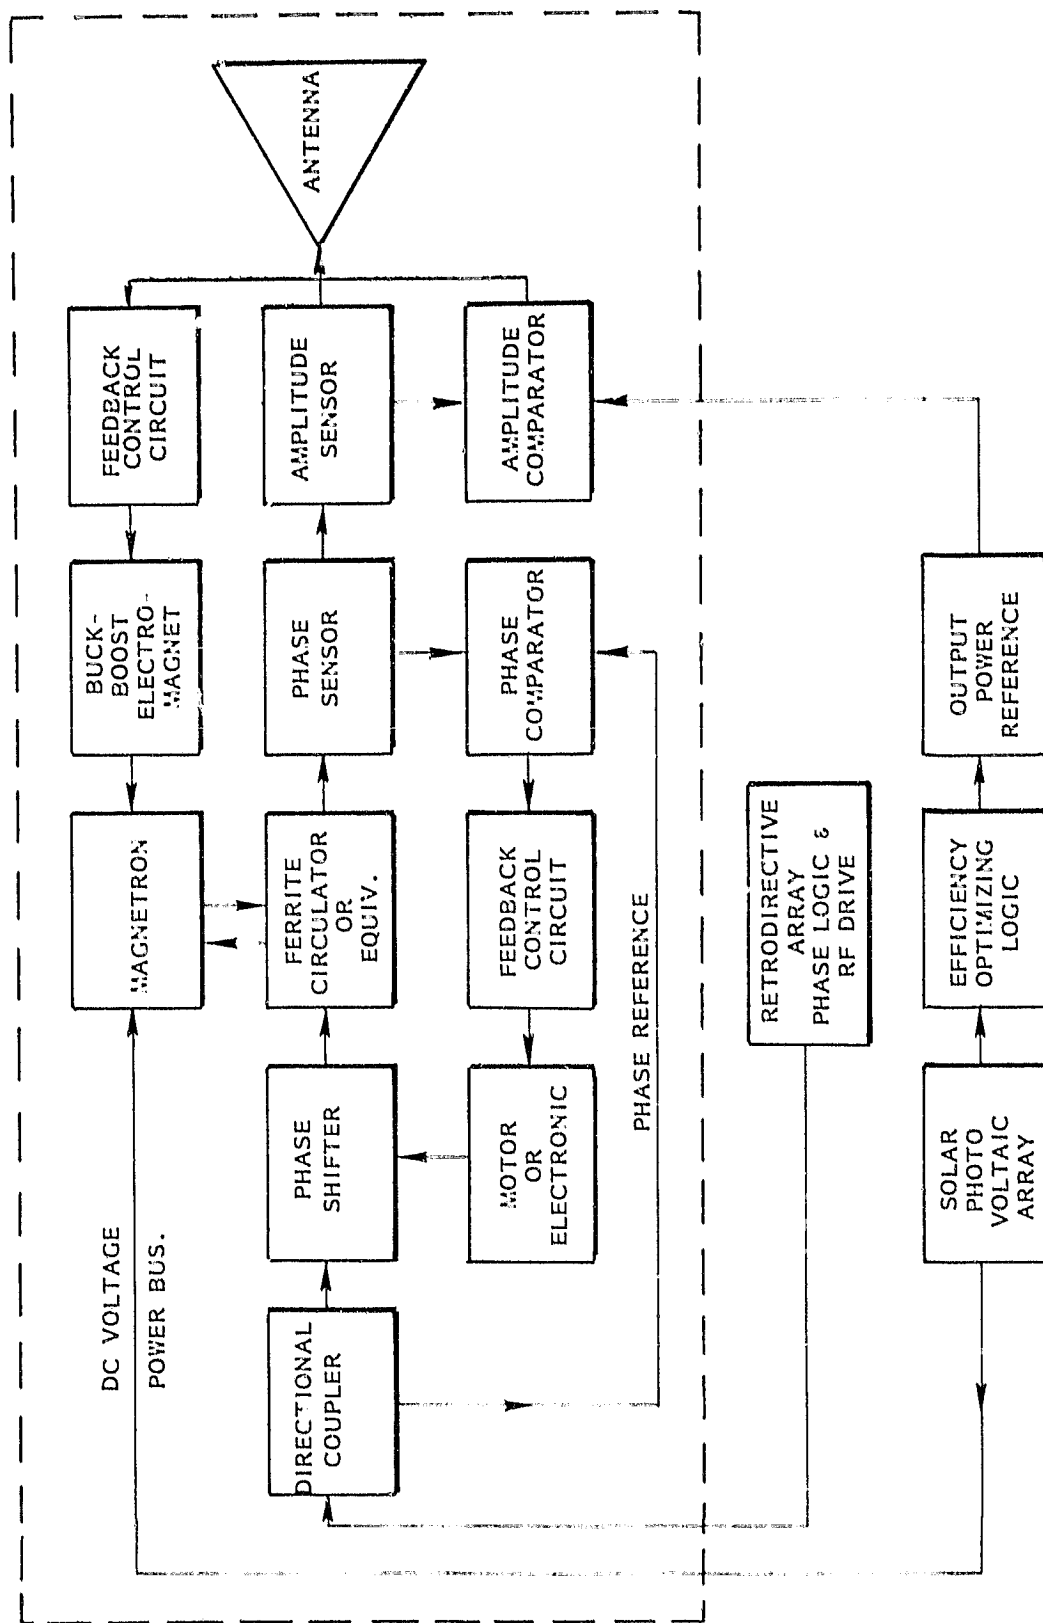 DC VOLTAGE
POWER BUS.
MAGNETRON
BUCK-
BOOST
ELECTRO-
MAGNET
FEEDBACK
CONTROL
CIRCUIT
DIRECTIONAL
COUPLER
PHASE
SHIFTER
FERRITE
CIRCULATOR
OR
EQUIV.
PHASE
SENSOR
AMPLITUDE
SENSOR
ANTENNA
MOTOR
OR
ELECTRONIC
FEEDBACK
CONTROL
CIRCUIT
PHASE
COMPARATOR
AMPLITUDE
COMPARATOR
PHASE REFERENCE
RETRODIRECTIVE
ARRAY
PHASE LOGIC &
RF DRIVE
SOLAR
PHOTO
VOLTAIC
ARRAY
EFFICIENCY
OPTIMIZING
LOGIC
OUTPUT
POWER
REFERENCE